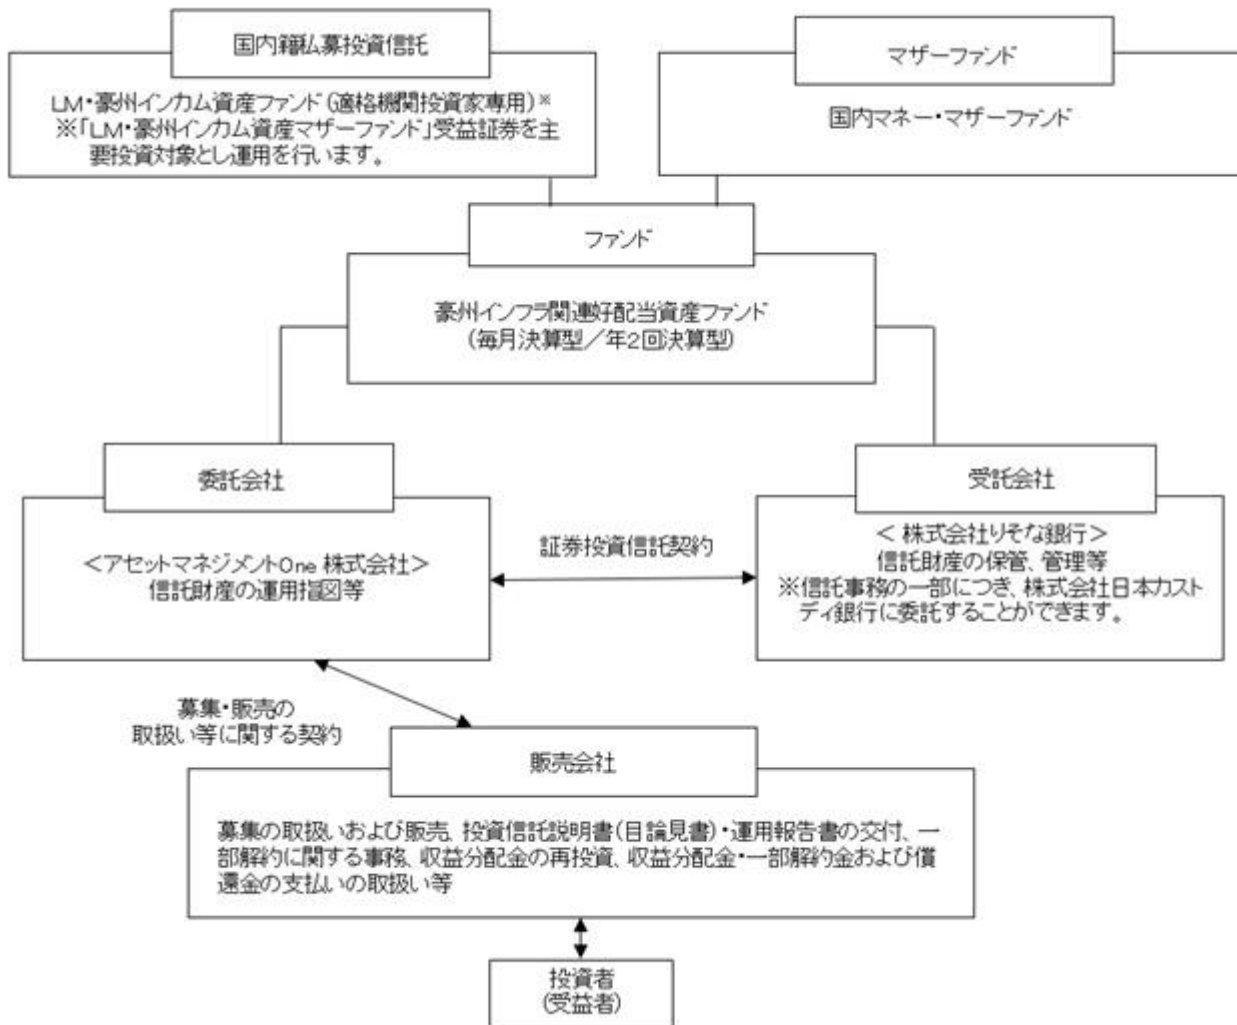 国内籍私募投資信託
LM・豪州インカム資産ファンド(適格機関投資家専用)※
※「LM・豪州インカム資産マザーファンド」受益証券を主
要投資対象とし運用を行います。
マザーファンド
国内マネー・マザーファンド
ファンド
豪州インフラ関連好配当資産ファンド
(毎月決算型／年2回決算型)
委託会社
＜アセットマネジメントOne 株式会社＞
信託財産の運用指図等
証券投資信託契約
受託会社
＜ 株式会社りそな銀行＞
信託財産の保管、管理等
※信託事務の一部につき、株式会社日本カスト
ディ銀行に委託することができます。
募集・販売の
取扱い等に関する契約
販売会社
募集の取扱いおよび販売、投資信託説明書(目論見書)・運用報告書の交付、一
部解約に関する事務、収益分配金の再投資、収益分配金・一部解約金および償
還金の支払いの取扱い等
投資者
(受益者)